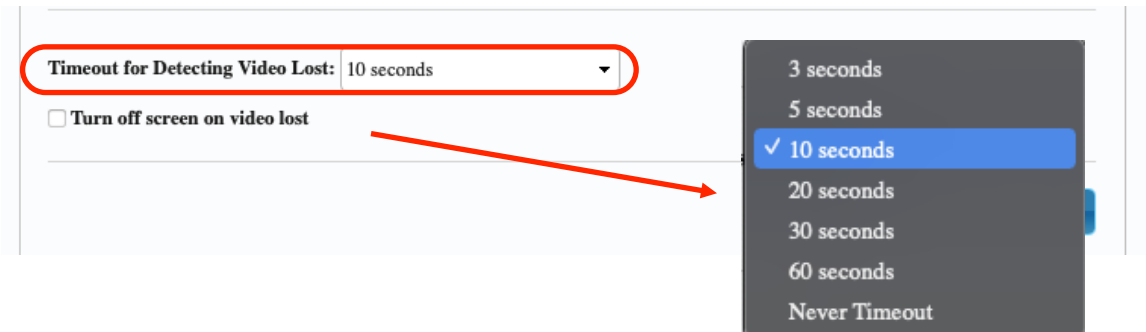 Timeout for Detecting Video Lost: 10 seconds
Turn off screen on video lost
3 seconds
5 seconds
✓ 10 seconds
20 seconds
30 seconds
60 seconds
Never Timeout